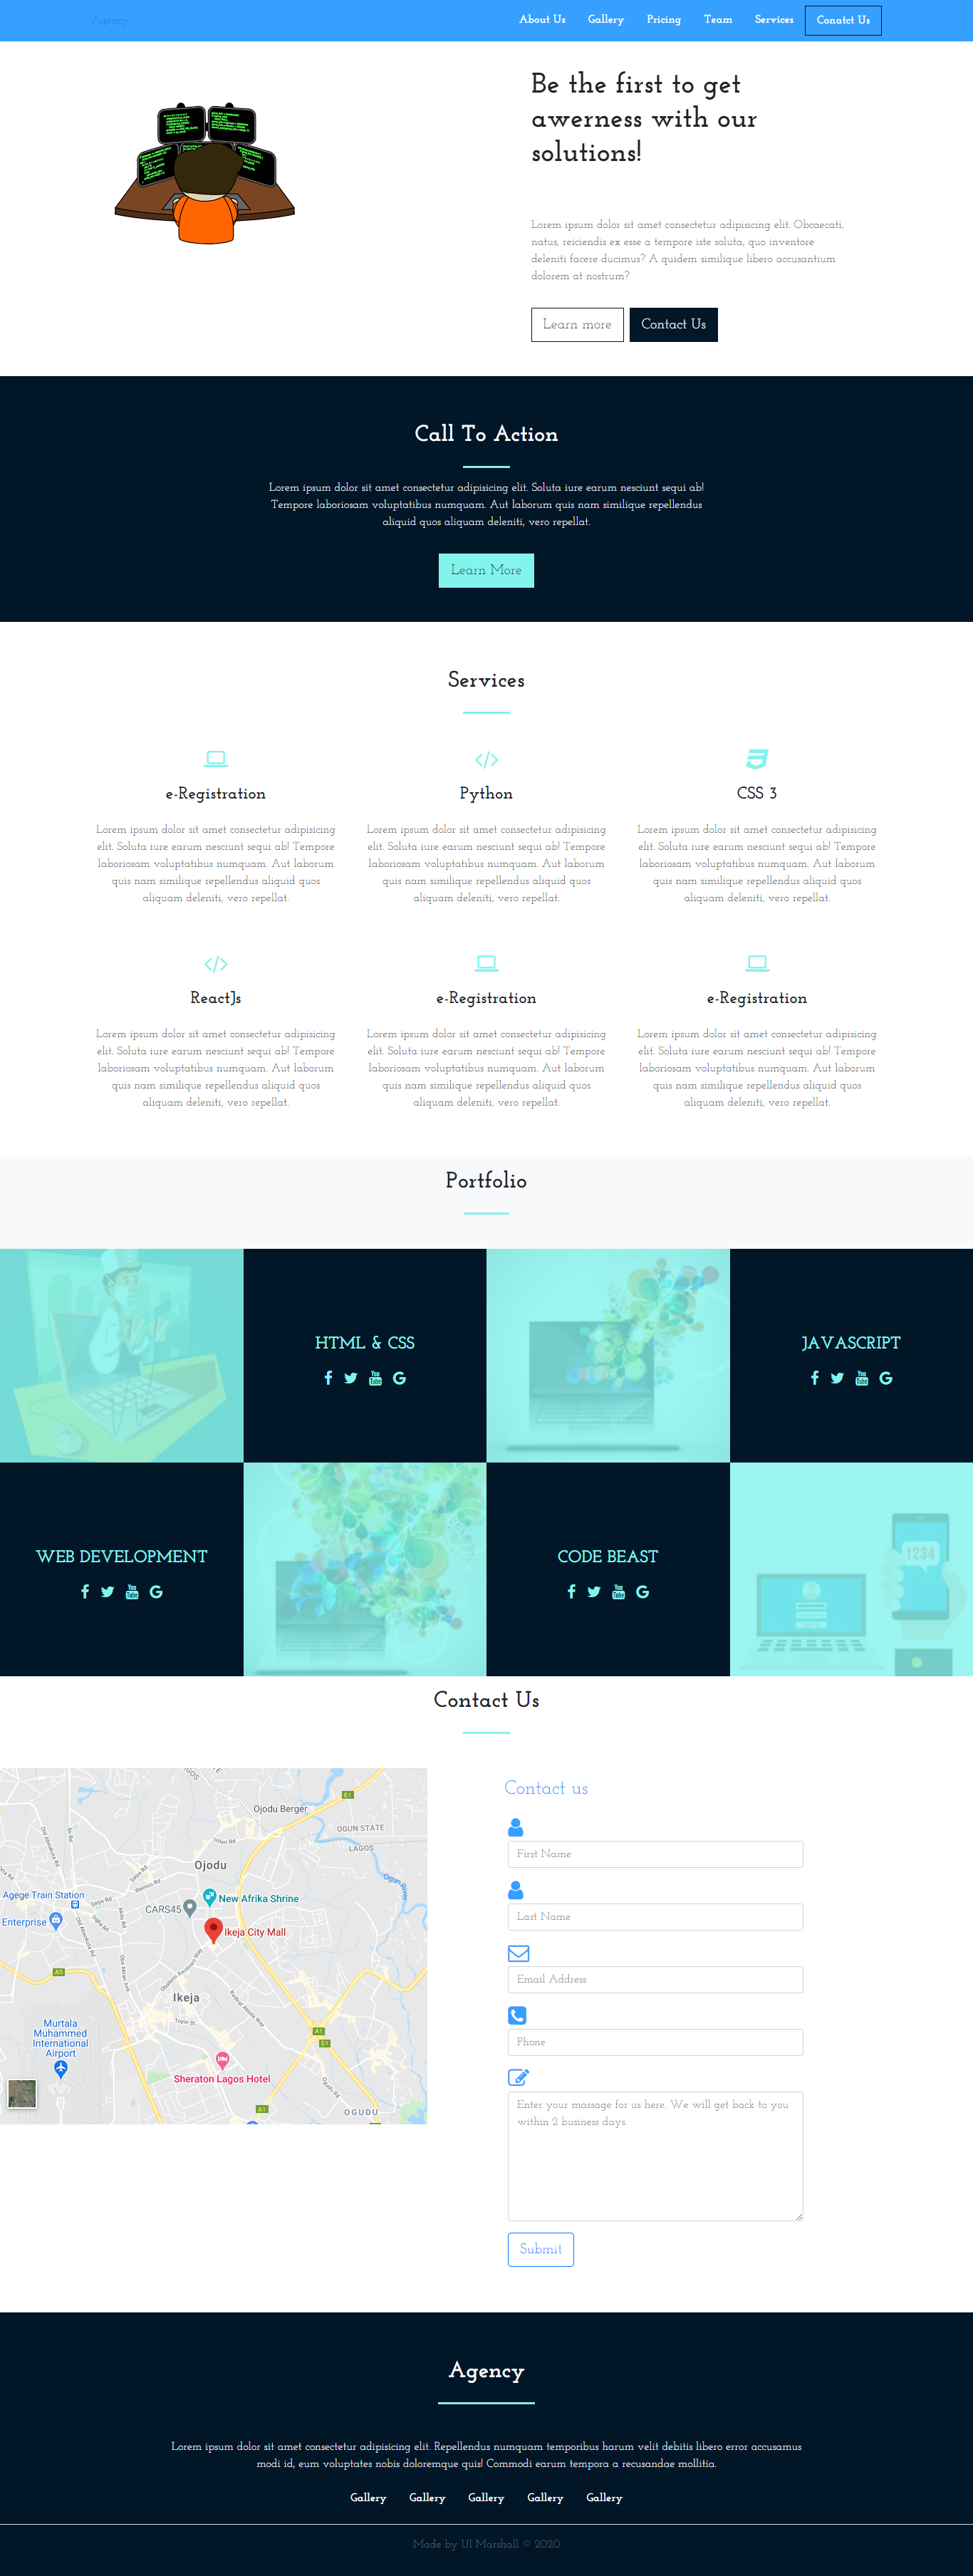 Agency
About Us Gallery Pricing Team Services Conatct Us
Be the first to get
awerness with our
solutions!
Lorem ipsum dolor sit amet consectetur adipisicing elit. Obcaecati,
natus, reiciendis ex esse a tempore iste soluta, quo inventore
deleniti facere ducimus? A quidem similique libero accusantium
dolorem at nostrum?
Learn more Contact Us
Call To Action
Lorem ipsum dolor sit amet consectetur adipisicing elit. Soluta iure earum nesciunt sequi ab!
Tempore laboriosam voluptatibus numquam. Aut laborum quis nam similique repellendus
aliquid quos aliquam deleniti, vero repellat.
Learn More
Services
e-Registration
Lorem ipsum dolor sit amet consectetur adipisicing
elit. Soluta iure earum nesciunt sequi ab! Tempore
laboriosam voluptatibus numquam. Aut laborum
quis nam similique repellendus aliquid quos
aliquam deleniti, vero repellat.
Python
Lorem ipsum dolor sit amet consectetur adipisicing
elit. Soluta iure earum nesciunt sequi ab! Tempore
laboriosam voluptatibus numquam. Aut laborum
quis nam similique repellendus aliquid quos
aliquam deleniti, vero repellat.
CSS 3
Lorem ipsum dolor sit amet consectetur adipisicing
elit. Soluta iure earum nesciunt sequi ab! Tempore
laboriosam voluptatibus numquam. Aut laborum
quis nam similique repellendus aliquid quos
aliquam deleniti, vero repellat.
ReactJs
Lorem ipsum dolor sit amet consectetur adipisicing
elit. Soluta iure earum nesciunt sequi ab! Tempore
laboriosam voluptatibus numquam. Aut laborum
quis nam similique repellendus aliquid quos
aliquam deleniti, vero repellat.
e-Registration
Lorem ipsum dolor sit amet consectetur adipisicing
elit. Soluta iure earum nesciunt sequi ab! Tempore
laboriosam voluptatibus numquam. Aut laborum
quis nam similique repellendus aliquid quos
aliquam deleniti, vero repellat.
e-Registration
Lorem ipsum dolor sit amet consectetur adipisicing
elit. Soluta iure earum nesciunt sequi ab! Tempore
laboriosam voluptatibus numquam. Aut laborum
quis nam similique repellendus aliquid quos
aliquam deleniti, vero repellat.
Portfolio
HTML & CSS
JAVASCRIPT
WEB DEVELOPMENT
CODE BEAST
1234
Contact Us
Ojodu Berger
E1
OGUN STATE
LAGOS
Isheri Rd
Ojodu
Ogun River
Agege Train Station
New Afrika Shrine
CARS45
Enterprise
Ikeja City Mall
A5
Ikeja
Murtala
Muhammed
International
Airport
A1
E1
Sheraton Lagos Hotel
A1
OGUDU
Contact us
First Name
Last Name
Email Address
Phone
Enter your massage for us here. We will get back to you
within 2 business days.
Submit
Agency
Lorem ipsum dolor sit amet consectetur adipisicing elit. Repellendus numquam temporibus harum velit debitis libero error accusamus
modi id, eum voluptates nobis doloremque quis! Commodi earum tempora a recusandae mollitia.
Gallery Gallery Gallery Gallery Gallery
Made by Ul Marshall © 2020